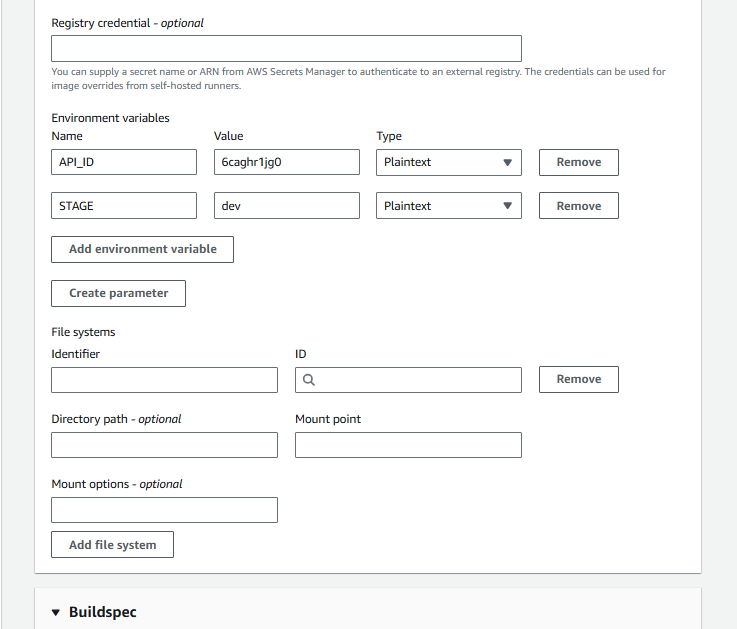 Registry credential - optional
You can supply a secret name or ARN from AWS Secrets Manager to authenticate to an external registry. The credentials can be used for
image overrides from self-hosted runners.
Environment variables
Name Value Type
API_ID 6caghr1jg0 Plaintext Remove
STAGE dev Plaintext Remove
Add environment variable
Create parameter
File systems
Identifier ID
Remove
Directory path - optional Mount point
Mount options - optional
Add file system
Buildspec